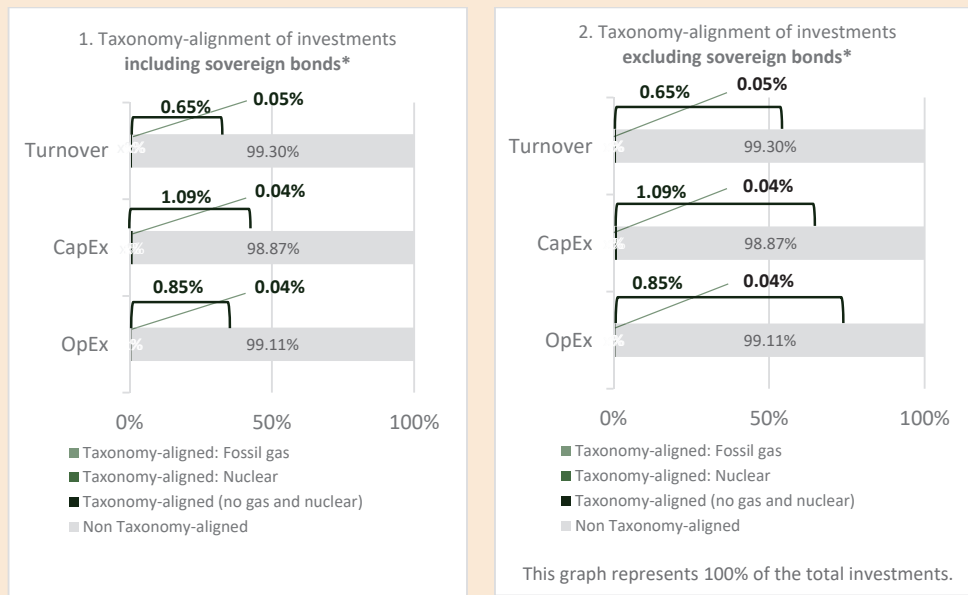 1. Taxonomy-alignment of investments
including sovereign bonds*
0.65% 0.05%
Turnover 99.30%
1.09% 0.04%
CapEx 98.87%
0.85% 0.04%
OpEx 99.11%
0% 50% 100%
Taxonomy-aligned: Fossil gas
Taxonomy-aligned: Nuclear
Taxonomy-aligned (no gas and nuclear)
Non Taxonomy-aligned
2. Taxonomy-alignment of investments
excluding sovereign bonds*
0.65% 0.05%
Turnover 99.30%
1.09% 0.04%
CapEx 98.87%
0.85% 0.04%
OpEx 99.11%
0% 50% 100%
Taxonomy-aligned: Fossil gas
Taxonomy-aligned: Nuclear
Taxonomy-aligned (no gas and nuclear)
Non Taxonomy-aligned
This graph represents 100% of the total investments.